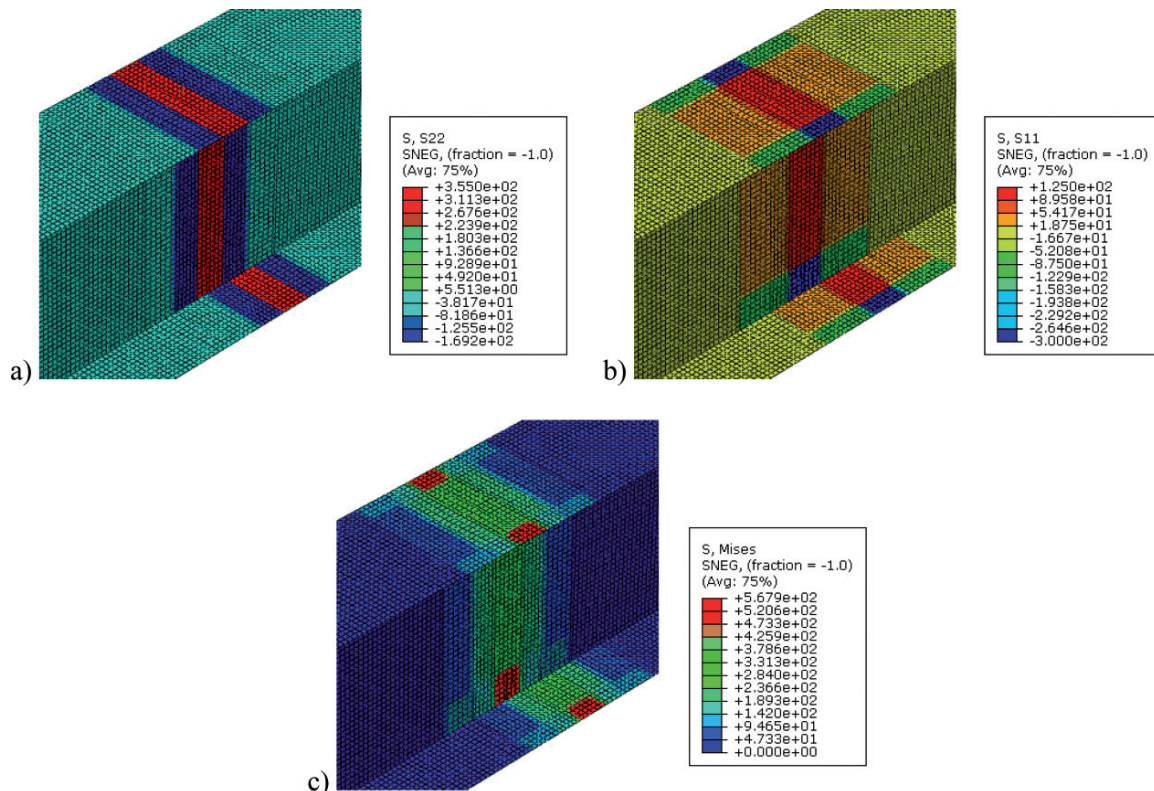 S, S22
SNEG, (fraction = -1.0)
(Avg: 75%)
+3.550e+02
+3.113e+02
+2.676e+02
+2.239e+02
+1.803e+02
+1.366e+02
+9.289e+01
+4.920e+01
+5.513e+00
-3.817e+01
-8.186e+01
-1.255e+02
-1.692e+02
a)
S, S11
SNEG, (fraction = -1.0)
(Avg: 75%)
+1.250e+02
+8.958e+01
+5.417e+01
+1.875e+01
-1.667e+01
-5.208e+01
-8.750e+01
-1.229e+02
-1.583e+02
-1.938e+02
-2.292e+02
-2.646e+02
-3.000e+02
b)
S, Mises
SNEG, (fraction = -1.0)
(Avg: 75%)
+5.679e+02
+5.206e+02
+4.733e+02
+4.259e+02
+3.786e+02
+3.313e+02
+2.840e+02
+2.366e+02
+1.893e+02
+1.420e+02
+9.465e+01
+4.733e+01
+0.000e+00
c)